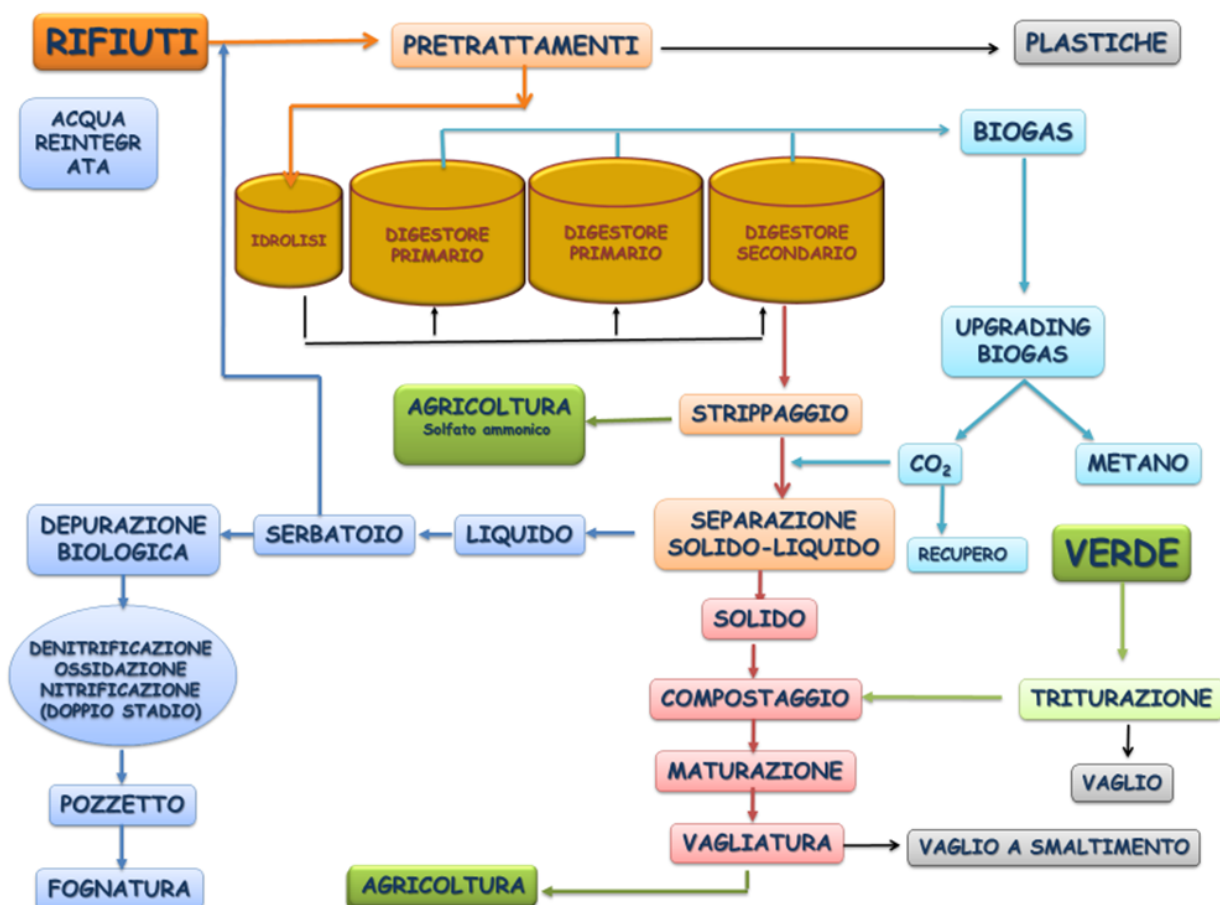 RIFIUTI
PRETRATTAMENTI
PLASTICHE
ACQUA
REINTEGR
ATA
BIOGAS
IDROLISI
DIGESTORE
PRIMARIO
DIGESTORE
PRIMARIO
DIGESTORE
SECONDARIO
UPGRADING
BIOGAS
AGRICOLTURA
Solfato ammonico
STRIPPAGGIO
CO₂
METANO
DEPURAZIONE
BIOLOGICA
SERBATOIO
LIQUIDO
SEPARAZIONE
SOLIDO-LIQUIDO
RECUPERO
VERDE
SOLIDO
DENITRIFICAZIONE
OSSIDAZIONE
NITRIFICAZIONE
(DOPPIO STADIO)
COMPOSTAGGIO
TRITURAZIONE
MATURAZIONE
VAGLIO
POZZETTO
VAGLIATURA
VAGLIO A SMALTIMENTO
FOGNATURA
AGRICOLTURA